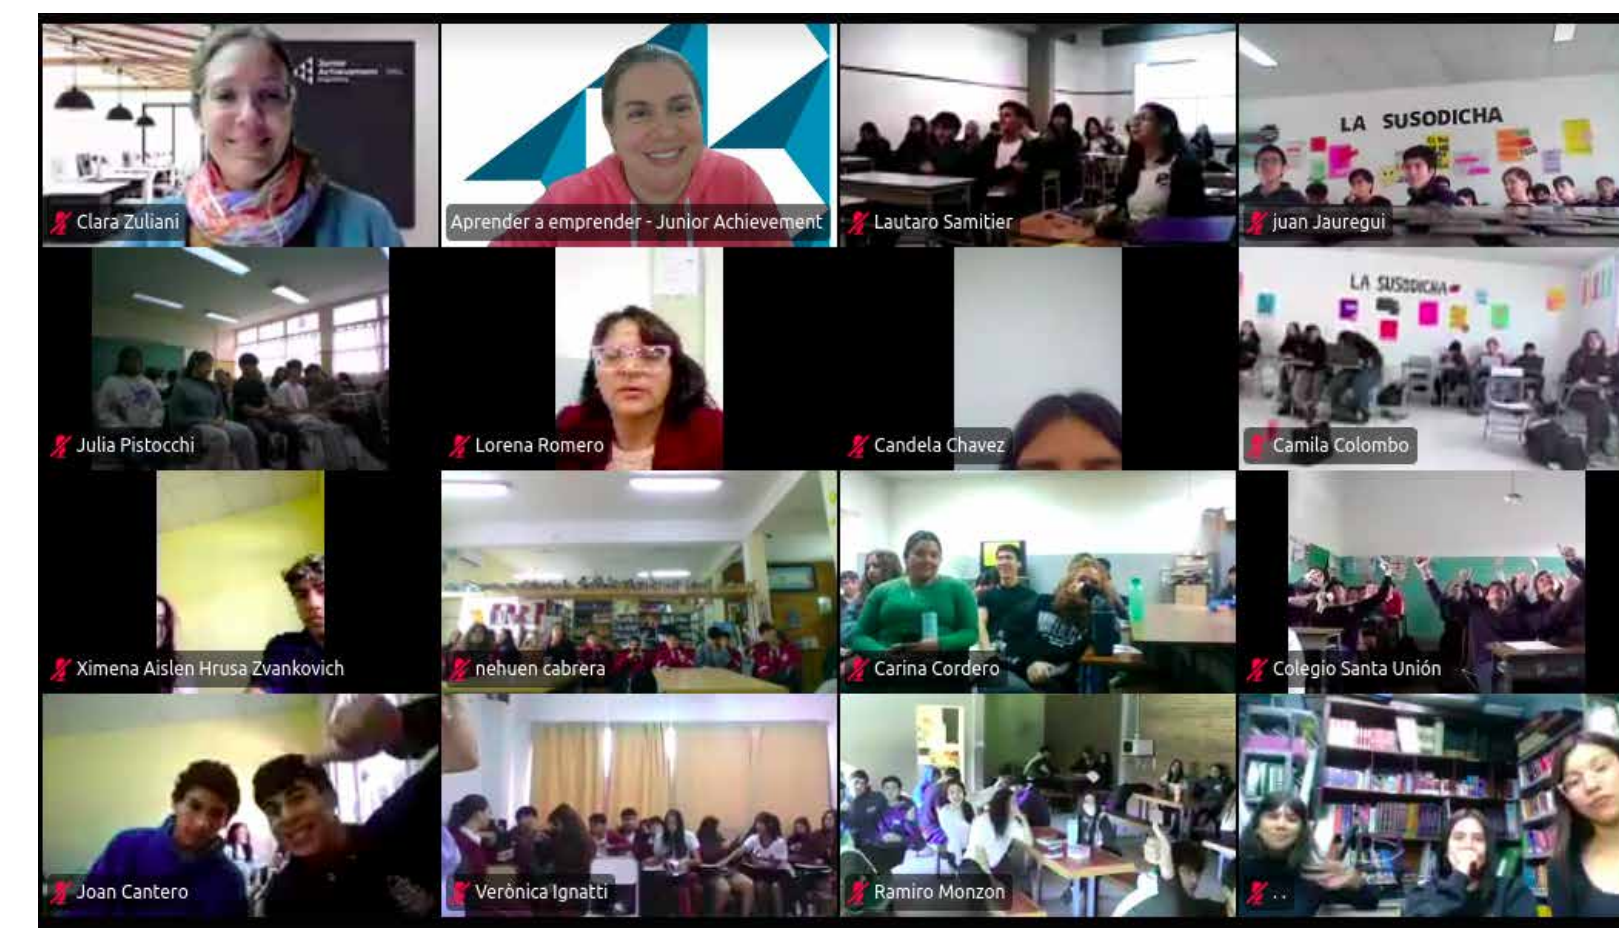 Junior
Achievement
Clara Zuliani
Aprender a emprender - Junior Achievement
Lautaro Samitier
LA SUSODICHA
juan Jauregui
Julia Pistocchi
Lorena Romero
Candela Chavez
LA SUSODICHA
Camila Colombo
Ximena Aislen Hrusa Zvankovich
nehuen cabrera
Carina Cordero
Colegio Santa Unión
Joan Cantero
Verònica Ignatti
Ramiro Monzon
. .